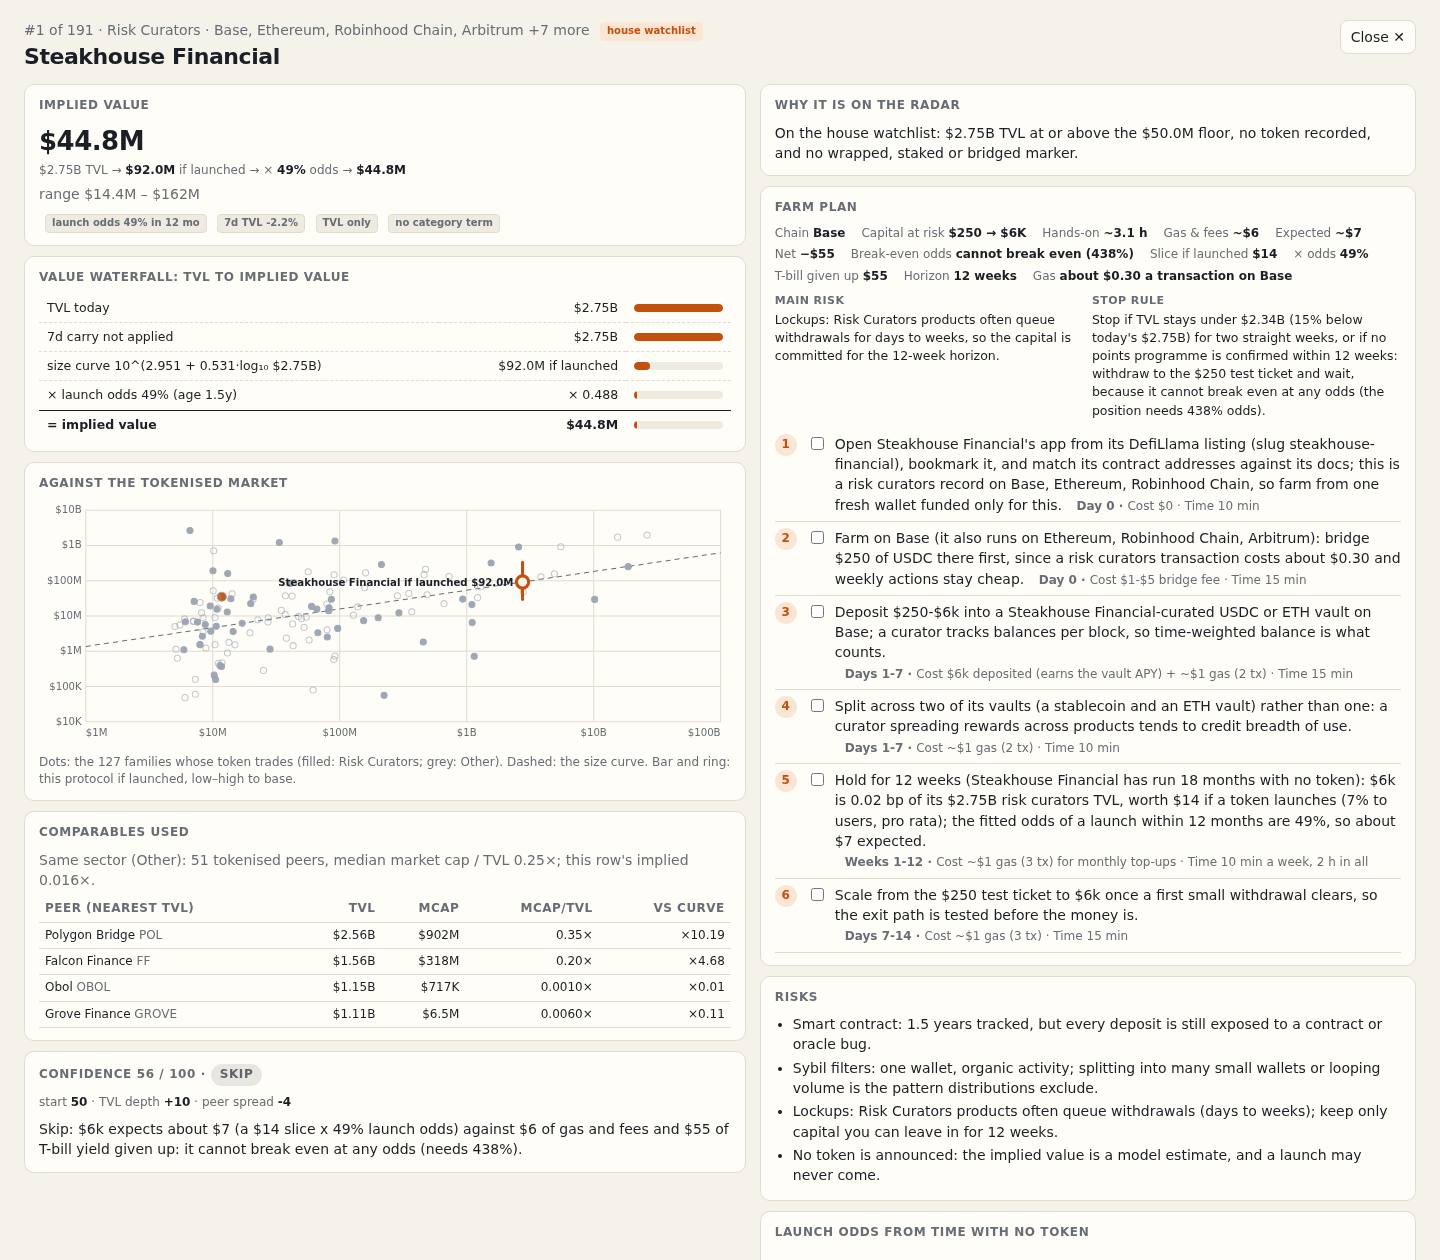 #1 of 191 · Risk Curators · Base, Ethereum, Robinhood Chain, Arbitrum +7 more house watchlist
Steakhouse Financial
Close ✕
IMPLIED VALUE
$44.8M
$2.75B TVL → $92.0M if launched → × 49% odds → $44.8M
range $14.4M – $162M
launch odds 49% in 12 mo 7d TVL -2.2% TVL only no category term
VALUE WATERFALL: TVL TO IMPLIED VALUE
TVL today $2.75B
7d carry not applied $2.75B
size curve 10^(2.951 + 0.531·log₁₀ $2.75B) $92.0M if launched
× launch odds 49% (age 1.5y) × 0.488
= implied value $44.8M
AGAINST THE TOKENISED MARKET
$10B
$1B
$100M
$10M
$1M
$100K
$10K
Steakhouse Financial if launched $92.0M
$1M $10M $100M $1B $10B $100B
Dots: the 127 families whose token trades (filled: Risk Curators; grey: Other). Dashed: the size curve. Bar and ring:
this protocol if launched, low–high to base.
COMPARABLES USED
Same sector (Other): 51 tokenised peers, median market cap / TVL 0.25×; this row's implied
0.016×.
PEER (NEAREST TVL) TVL MCAP MCAP/TVL VS CURVE
Polygon Bridge POL $2.56B $902M 0.35× ×10.19
Falcon Finance FF $1.56B $318M 0.20× ×4.68
Obol OBOL $1.15B $717K 0.0010× ×0.01
Grove Finance GROVE $1.11B $6.5M 0.0060× ×0.11
CONFIDENCE 56 / 100 · SKIP
start 50 · TVL depth +10 · peer spread -4
Skip: $6k expects about $7 (a $14 slice x 49% launch odds) against $6 of gas and fees and $55 of
T-bill yield given up: it cannot break even at any odds (needs 438%).
WHY IT IS ON THE RADAR
On the house watchlist: $2.75B TVL at or above the $50.0M floor, no token recorded,
and no wrapped, staked or bridged marker.
FARM PLAN
Chain Base Capital at risk $250 → $6K Hands-on ~3.1 h Gas & fees ~$6 Expected ~$7
Net −$55 Break-even odds cannot break even (438%) Slice if launched $14 × odds 49%
T-bill given up $55 Horizon 12 weeks Gas about $0.30 a transaction on Base
MAIN RISK
Lockups: Risk Curators products often queue
withdrawals for days to weeks, so the capital is
committed for the 12-week horizon.
STOP RULE
Stop if TVL stays under $2.34B (15% below
today's $2.75B) for two straight weeks, or if no
points programme is confirmed within 12 weeks:
withdraw to the $250 test ticket and wait,
because it cannot break even at any odds (the
position needs 438% odds).
1 Open Steakhouse Financial's app from its DefiLlama listing (slug steakhouse-
financial), bookmark it, and match its contract addresses against its docs; this is
a risk curators record on Base, Ethereum, Robinhood Chain, so farm from one
fresh wallet funded only for this. Day 0 · Cost $0 · Time 10 min
2 Farm on Base (it also runs on Ethereum, Robinhood Chain, Arbitrum): bridge
$250 of USDC there first, since a risk curators transaction costs about $0.30 and
weekly actions stay cheap. Day 0 · Cost $1-$5 bridge fee · Time 15 min
3 Deposit $250-$6k into a Steakhouse Financial-curated USDC or ETH vault on
Base; a curator tracks balances per block, so time-weighted balance is what
counts.
Days 1-7 · Cost $6k deposited (earns the vault APY) + ~$1 gas (2 tx) · Time 15 min
4 Split across two of its vaults (a stablecoin and an ETH vault) rather than one: a
curator spreading rewards across products tends to credit breadth of use.
Days 1-7 · Cost ~$1 gas (2 tx) · Time 10 min
5 Hold for 12 weeks (Steakhouse Financial has run 18 months with no token): $6k
is 0.02 bp of its $2.75B risk curators TVL, worth $14 if a token launches (7% to
users, pro rata); the fitted odds of a launch within 12 months are 49%, so about
$7 expected.
Weeks 1-12 · Cost ~$1 gas (3 tx) for monthly top-ups · Time 10 min a week, 2 h in all
6 Scale from the $250 test ticket to $6k once a first small withdrawal clears, so
the exit path is tested before the money is.
Days 7-14 · Cost ~$1 gas (3 tx) · Time 15 min
RISKS
• Smart contract: 1.5 years tracked, but every deposit is still exposed to a contract or
oracle bug.
• Sybil filters: one wallet, organic activity; splitting into many small wallets or looping
volume is the pattern distributions exclude.
• Lockups: Risk Curators products often queue withdrawals (days to weeks); keep only
capital you can leave in for 12 weeks.
• No token is announced: the implied value is a model estimate, and a launch may
never come.
LAUNCH ODDS FROM TIME WITH NO TOKEN